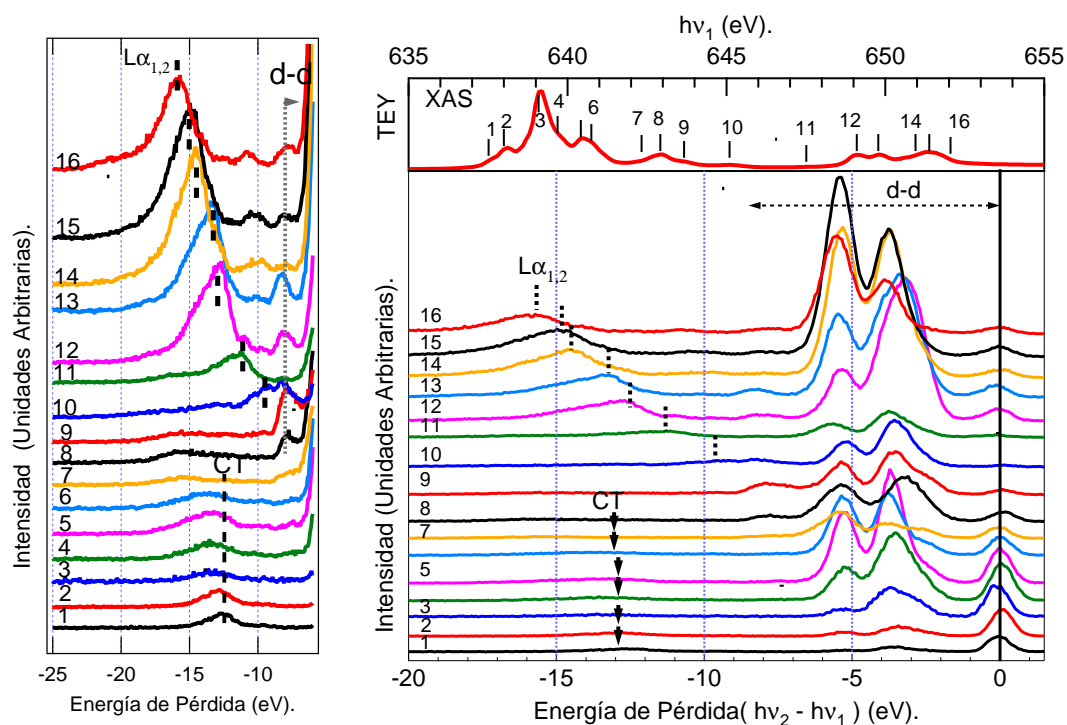 Lα1,2
d-d
16
15
14
13
12
11
10
9
8
7
6
5
4
3
2
1
CT
-25 -20 -15 -10
Energía de Pérdida (eV).
Intensidad (Unidades Arbitrarias).
hν1 (eV).
635 640 645 650 655
TEY
XAS
1 2 3 4 6 7 8 9 10 11 12 14 16
d-d
Lα1,2
16
15
14
13
12
11
10
9
8
7
5
3
2
1
CT
-20 -15 -10 -5 0
Energía de Pérdida( hν2 - hν1 ) (eV).
Intensidad (Unidades Arbitrarias).